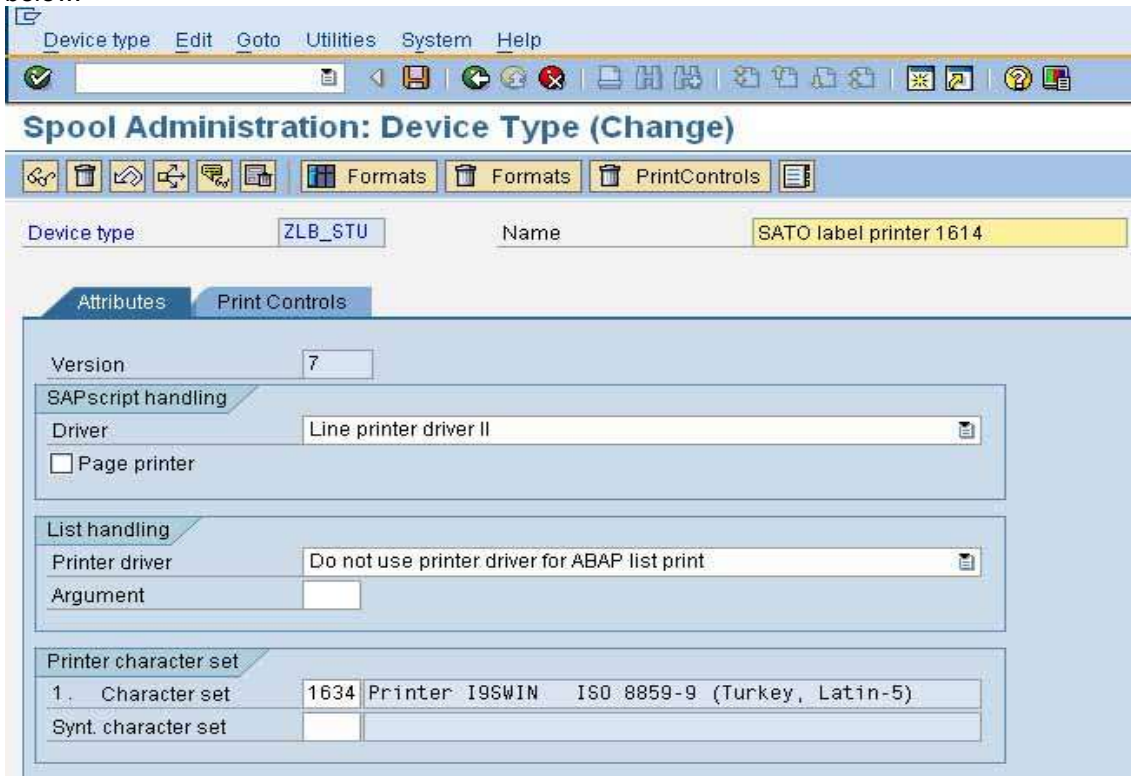 Device type Edit Goto Utilities System Help
Spool Administration: Device Type (Change)
Formats Formats PrintControls
Device type ZLB_STU Name SATO label printer 1614
Attributes Print Controls
Version 7
SAPscript handling
Driver Line printer driver II
Page printer
List handling
Printer driver Do not use printer driver for ABAP list print
Argument
Printer character set
1. Character set 1634 Printer I9SWIN ISO 8859-9 (Turkey, Latin-5)
Synt. character set